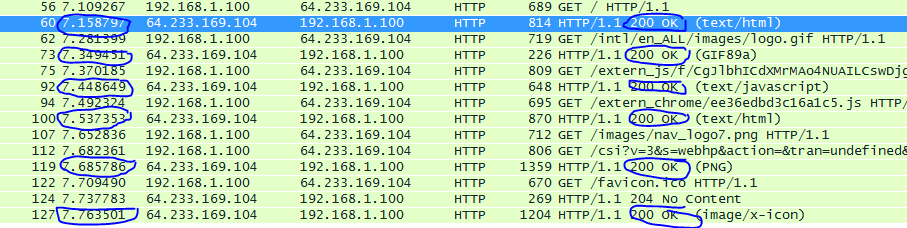 56 7.109267 192.168.1.100 64.233.169.104 HTTP 689 GET / HTTP/1.1
60 7.158797 64.233.169.104 192.168.1.100 HTTP 814 HTTP/1.1 200 OK (text/html)
62 7.281399 192.168.1.100 64.233.169.104 HTTP 719 GET /intl/en_ALL/images/logo.gif HTTP/1.1
73 7.349451 64.233.169.104 192.168.1.100 HTTP 226 HTTP/1.1 200 OK (GIF89a)
75 7.370185 192.168.1.100 64.233.169.104 HTTP 809 GET /extern_js/f/CgJlbhICdXMrMAo4NUAILCswDjg
92 7.448649 64.233.169.104 192.168.1.100 HTTP 648 HTTP/1.1 200 OK (text/javascript)
94 7.492324 192.168.1.100 64.233.169.104 HTTP 695 GET /extern_chrome/ee36edbd3c16a1c5.js HTTP/
100 7.537353 64.233.169.104 192.168.1.100 HTTP 870 HTTP/1.1 200 OK (text/html)
107 7.652836 192.168.1.100 64.233.169.104 HTTP 712 GET /images/nav_logo7.png HTTP/1.1
112 7.682361 192.168.1.100 64.233.169.104 HTTP 806 GET /csi?v=3&s=webhp&action=&tran=undefined&
119 7.685786 64.233.169.104 192.168.1.100 HTTP 1359 HTTP/1.1 200 OK (PNG)
122 7.709490 192.168.1.100 64.233.169.104 HTTP 670 GET /favicon.ico HTTP/1.1
124 7.737783 64.233.169.104 192.168.1.100 HTTP 269 HTTP/1.1 204 No Content
127 7.763501 64.233.169.104 192.168.1.100 HTTP 1204 HTTP/1.1 200 OK (image/x-icon)